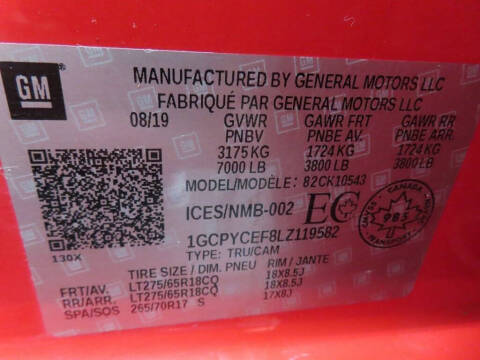 GM
MANUFACTURED BY GENERAL MOTORS LLC
FABRIQUÉ PAR GENERAL MOTORS LLC
08/19 GVWR GAWR FRT GAWR RR
PNBV PNBE AV. PNBE ARR.
3175 KG 1724 KG 1724 KG
7000 LB 3800 LB 3800 LB
MODEL/MODÈLE: 82CK10543
ICES/NMB-002 EC CANADA 985
1GCPYCEF8LZ119582
130X TYPE: TRU/CAM
TIRE SIZE / DIM. PNEU RIM / JANTE
FRT/AV. LT275/65R18CQ 18X8.5J
RR/ARR. LT275/65R18CQ 18X8.5J
SPA/SOS 265/70R17 S 17X8J